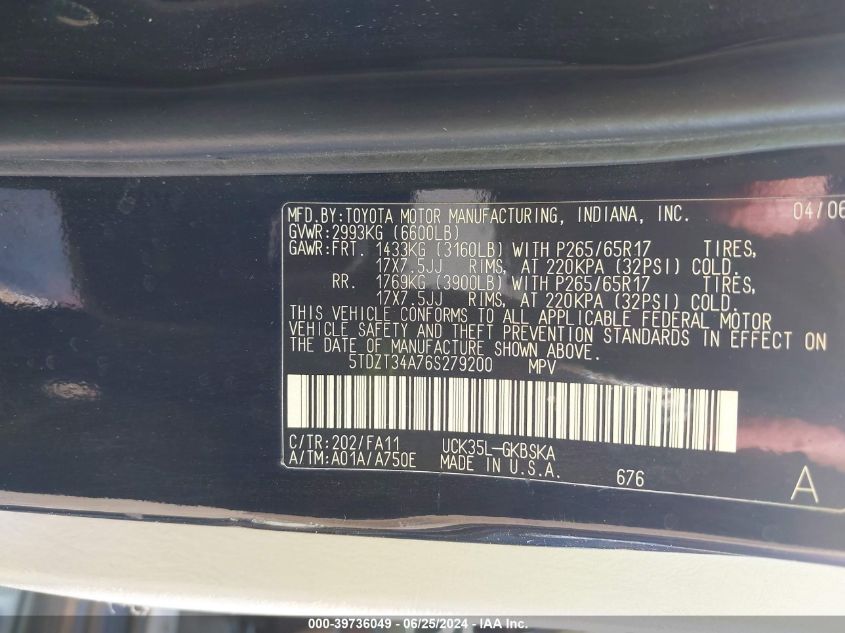 MFD.BY:TOYOTA MOTOR MANUFACTURING, INDIANA, INC. 04/06
GVWR:2993KG (6600LB)
GAWR:FRT. 1433KG (3160LB) WITH P265/65R17 TIRES,
17X7.5JJ RIMS, AT 220KPA (32PSI) COLD.
RR. 1769KG (3900LB) WITH P265/65R17 TIRES,
17X7.5JJ RIMS, AT 220KPA (32PSI) COLD.
THIS VEHICLE CONFORMS TO ALL APPLICABLE FEDERAL MOTOR
VEHICLE SAFETY AND THEFT PREVENTION STANDARDS IN EFFECT ON
THE DATE OF MANUFACTURE SHOWN ABOVE.
5TDZT34A76S279200 MPV
C/TR:202/FA11 UCK35L-GKBSKA
A/TM:A01A/A750E MADE IN U.S.A. 676 A
000-39736049 - 06/25/2024 - IAA Inc.